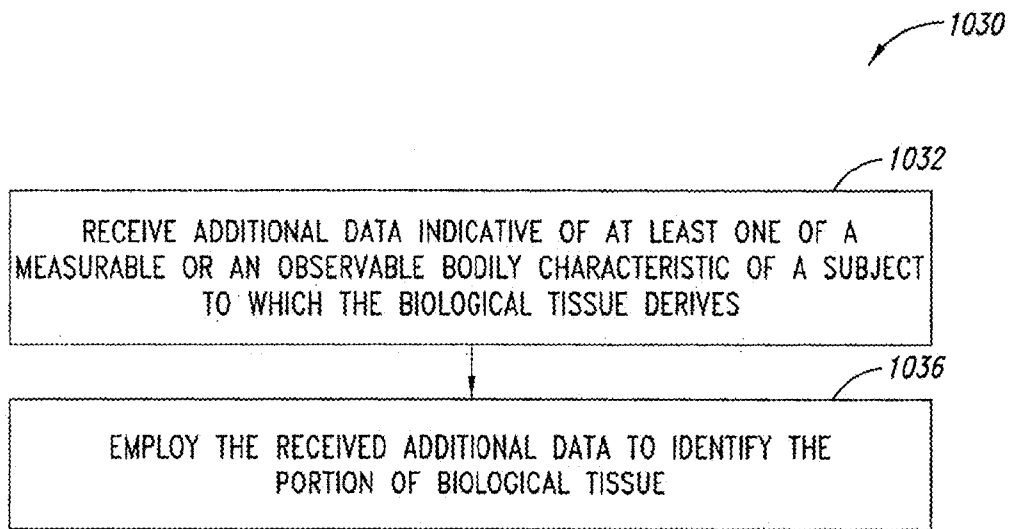 1030
1032
RECEIVE ADDITIONAL DATA INDICATIVE OF AT LEAST ONE OF A
MEASURABLE OR AN OBSERVABLE BODILY CHARACTERISTIC OF A SUBJECT
TO WHICH THE BIOLOGICAL TISSUE DERIVES
1036
EMPLOY THE RECEIVED ADDITIONAL DATA TO IDENTIFY THE
PORTION OF BIOLOGICAL TISSUE